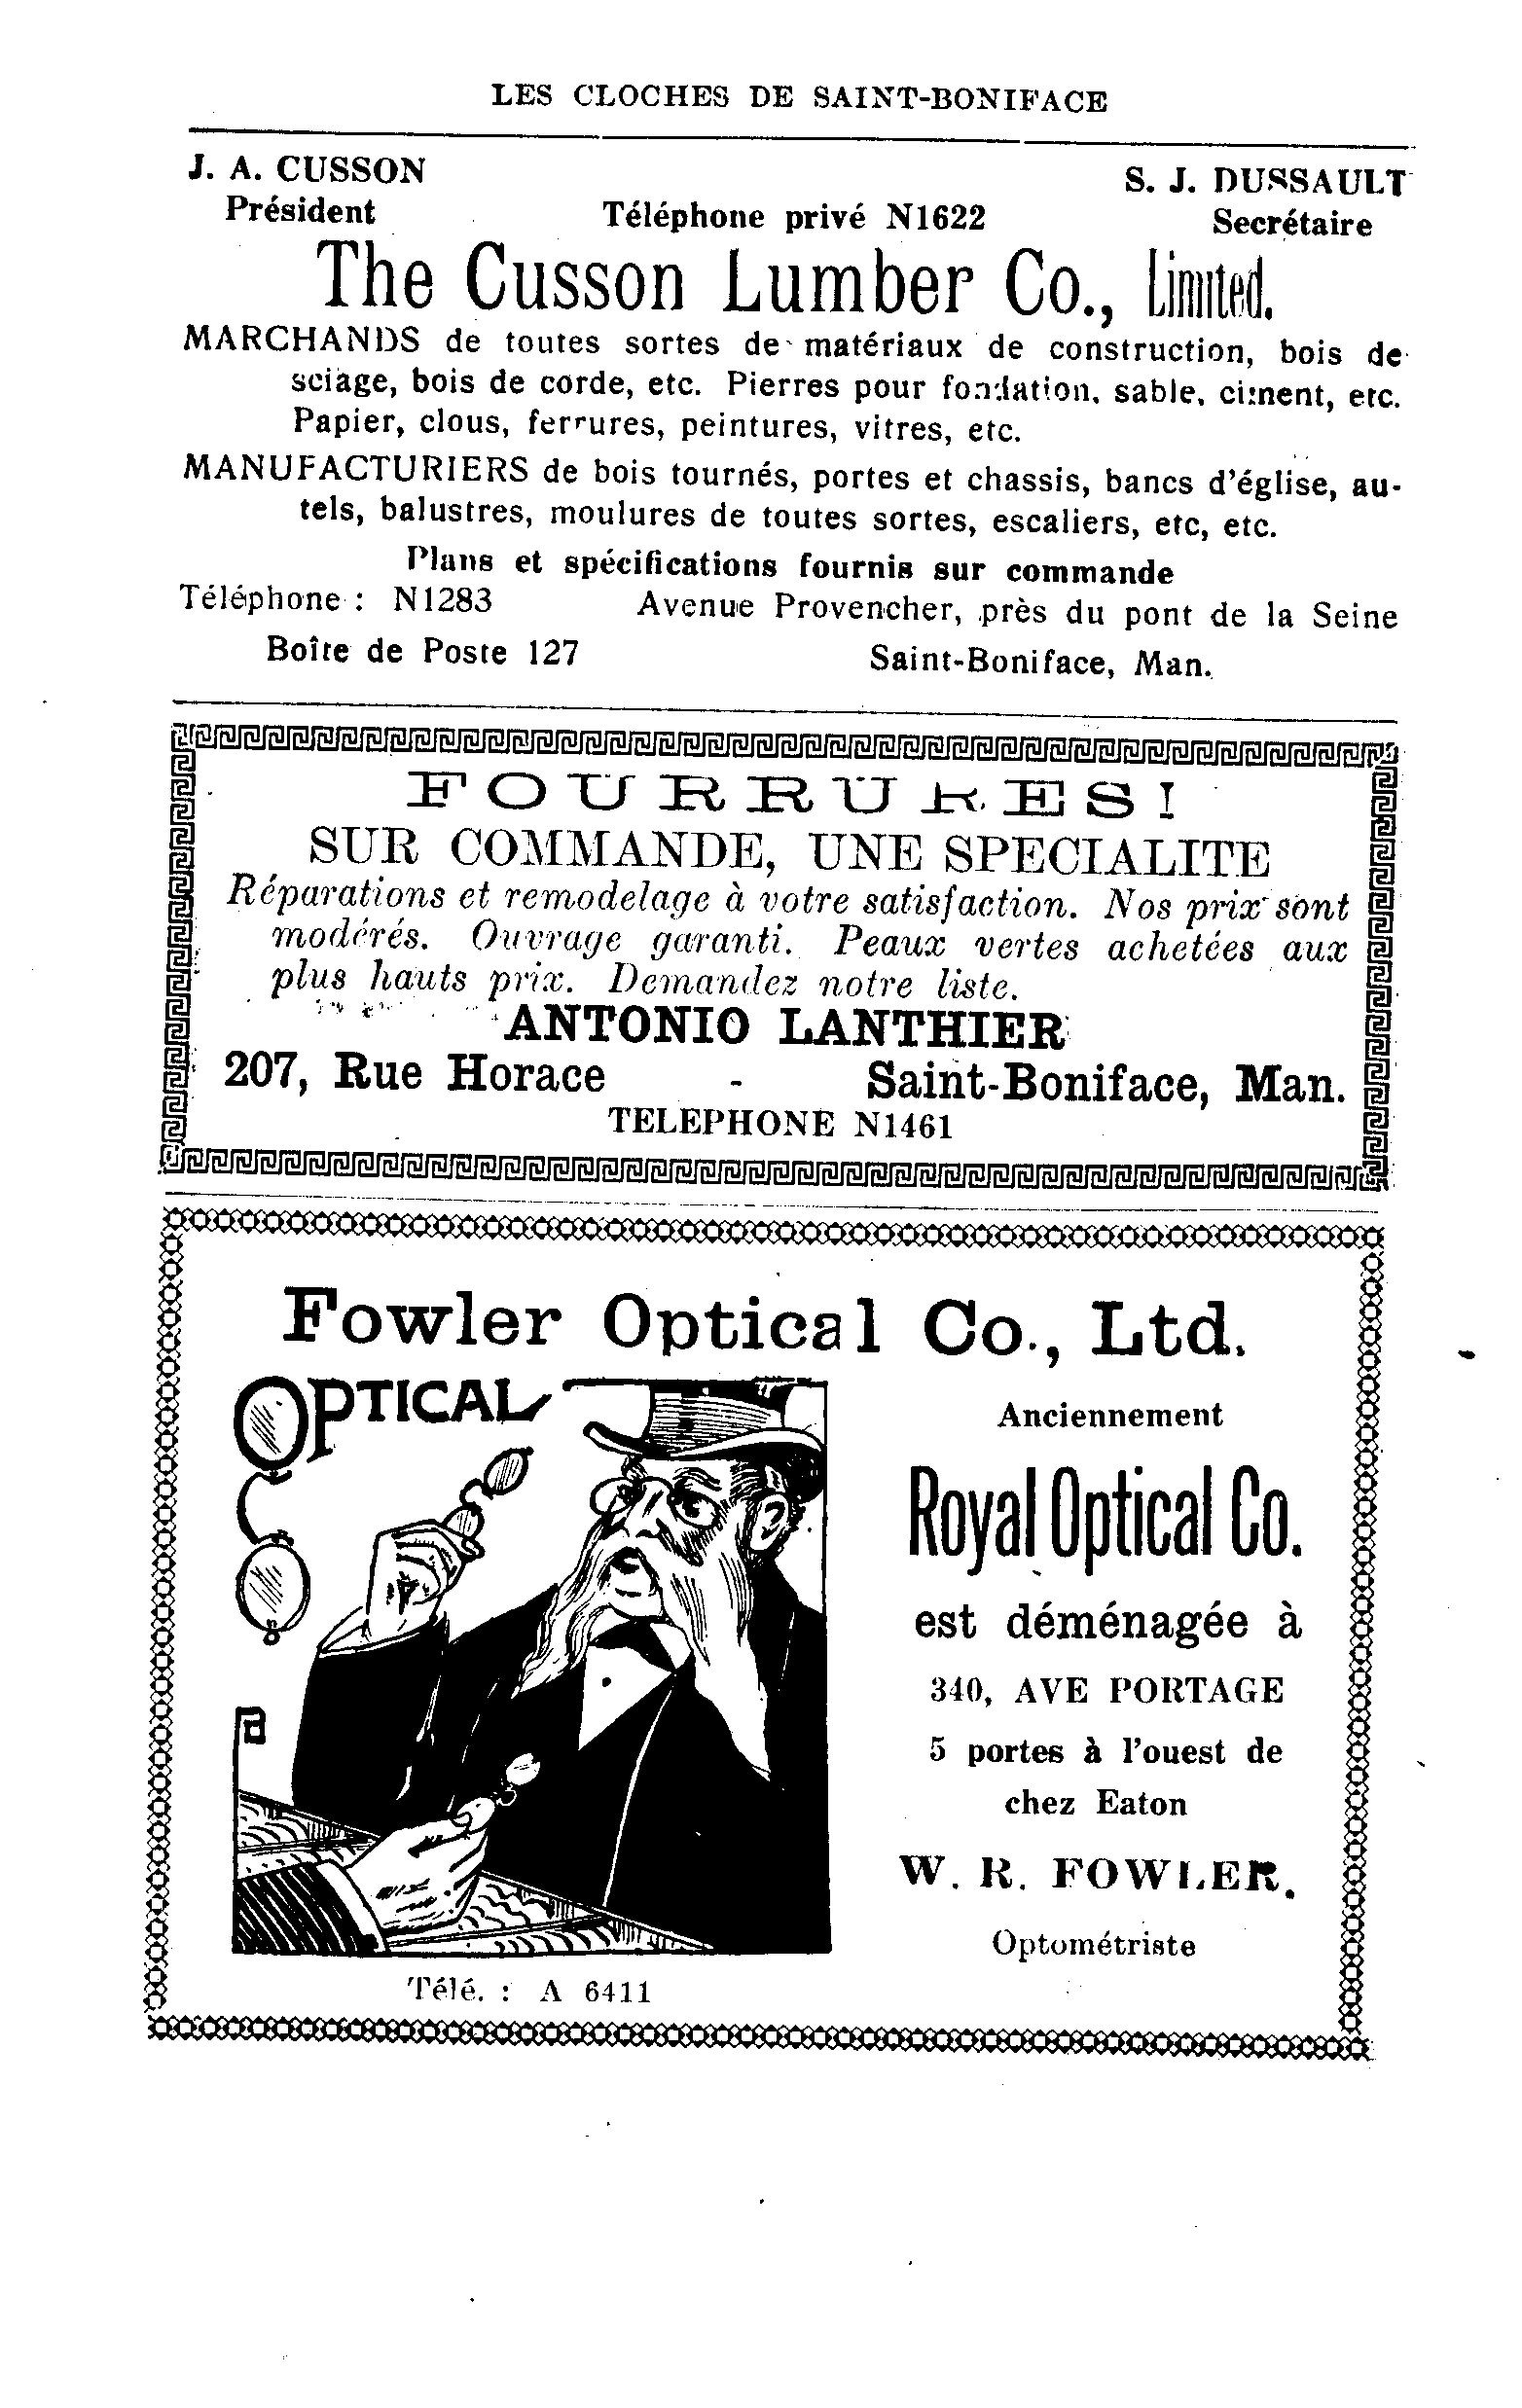 LES CLOCHES DE SAINT-BONIFACE
J. A. CUSSON
Président
Téléphone privé N1622
S. J. DUSSAULT
Secrétaire
The Cusson Lumber Co., Limited.
MARCHANDS de toutes sortes de matériaux de construction, bois de
sciage, bois de corde, etc. Pierres pour fondation, sable, ciment, etc.
Papier, clous, ferrures, peintures, vitres, etc.
MANUFACTURIERS de bois tournés, portes et chassis, bancs d'église, au-
tels, balustres, moulures de toutes sortes, escaliers, etc, etc.
Plans et spécifications fournis sur commande
Téléphone : N1283
Avenue Provencher, près du pont de la Seine
Boîte de Poste 127
Saint-Boniface, Man.
FOURRURES!
SUR COMMANDE, UNE SPECIALITE
Réparations et remodelage à votre satisfaction. Nos prix sont
modérés. Ouvrage garanti. Peaux vertes achetées aux
plus hauts prix. Demandez notre liste.
ANTONIO LANTHIER
207, Rue Horace - Saint-Boniface, Man.
TELEPHONE N1461
Fowler Optical Co., Ltd.
OPTICAL
Anciennement
Royal Optical Co.
est déménagée à
340, AVE PORTAGE
5 portes à l'ouest de
chez Eaton
W. R. FOWLER.
Optométriste
Télé. : A 6411